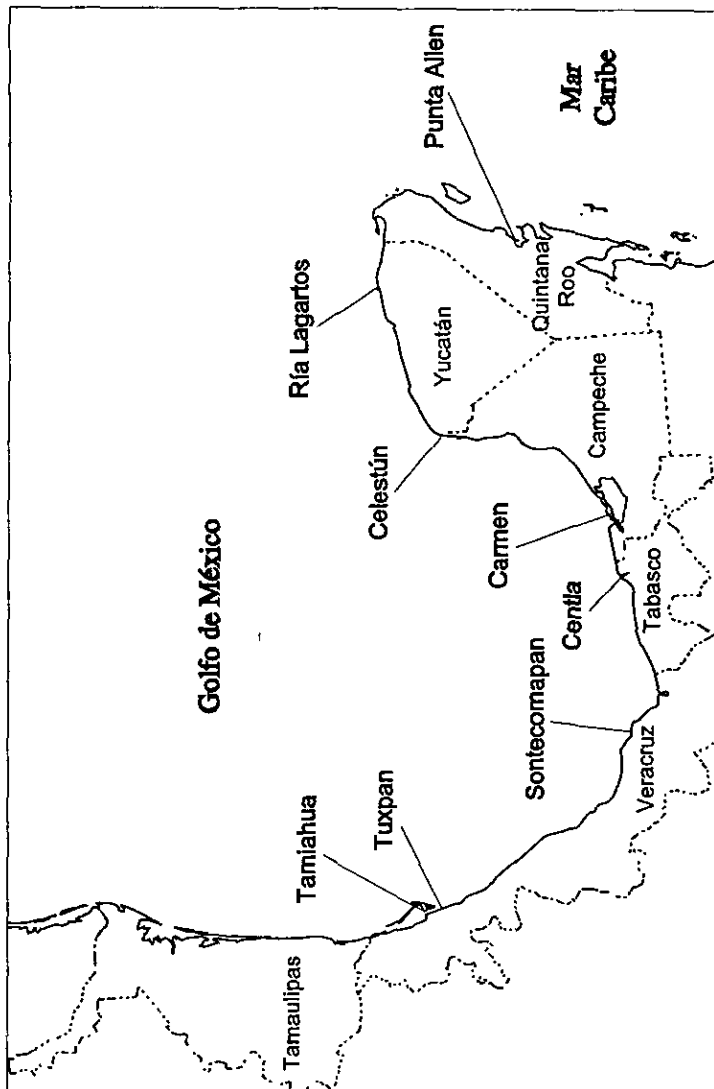 Golfo de México
Mar
Caribe
Tamiahua
Tuxpan
Sontecomapan
Centla
Carmen
Celestún
Ría Lagartos
Punta Allen
Tamaulipas
Veracruz
Tabasco
Campeche
Yucatán
Quintana
Roo